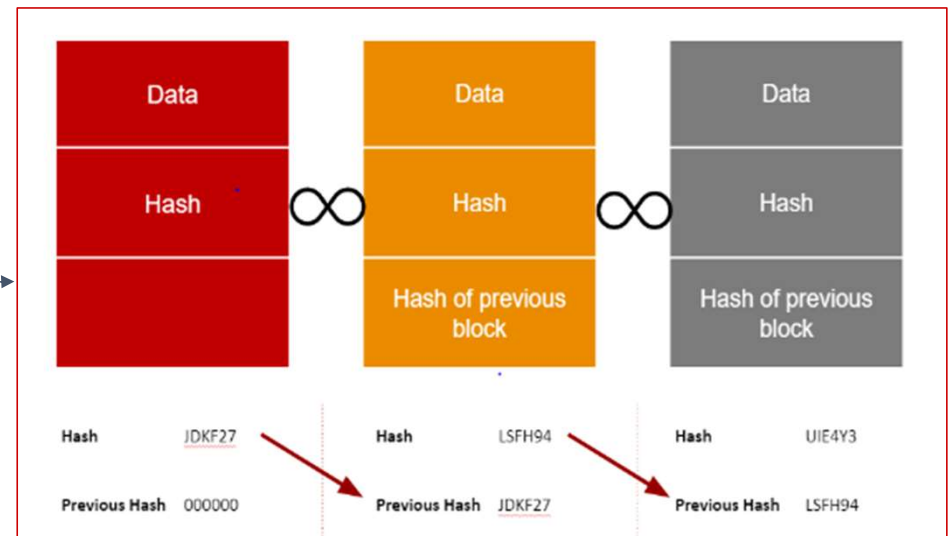 Data
Data
Data
Hash
Hash
Hash
Hash of previous
block
Hash of previous
block
Hash JDKF27
Hash LSFH94
Hash UIE4Y3
Previous Hash 000000
Previous Hash JDKF27
Previous Hash LSFH94